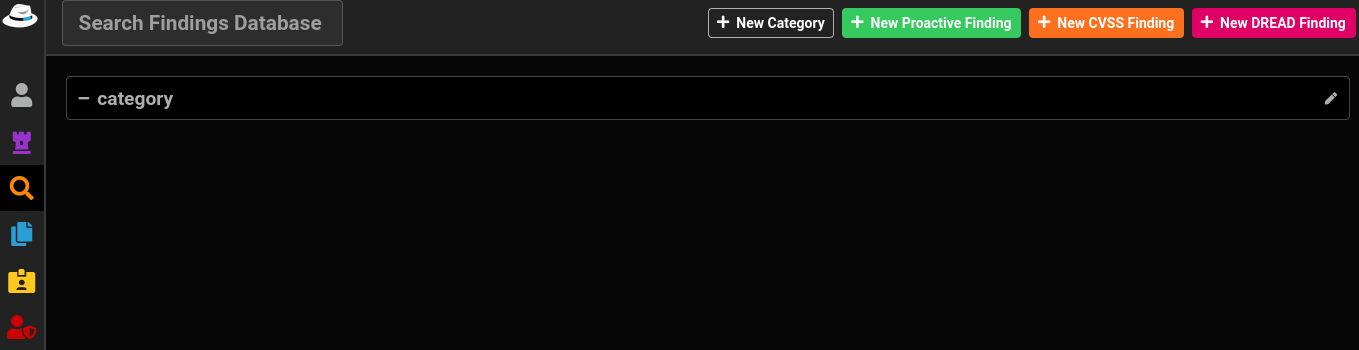 Search Findings Database
+ New Category
+ New Proactive Finding
+ New CVSS Finding
+ New DREAD Finding
− category